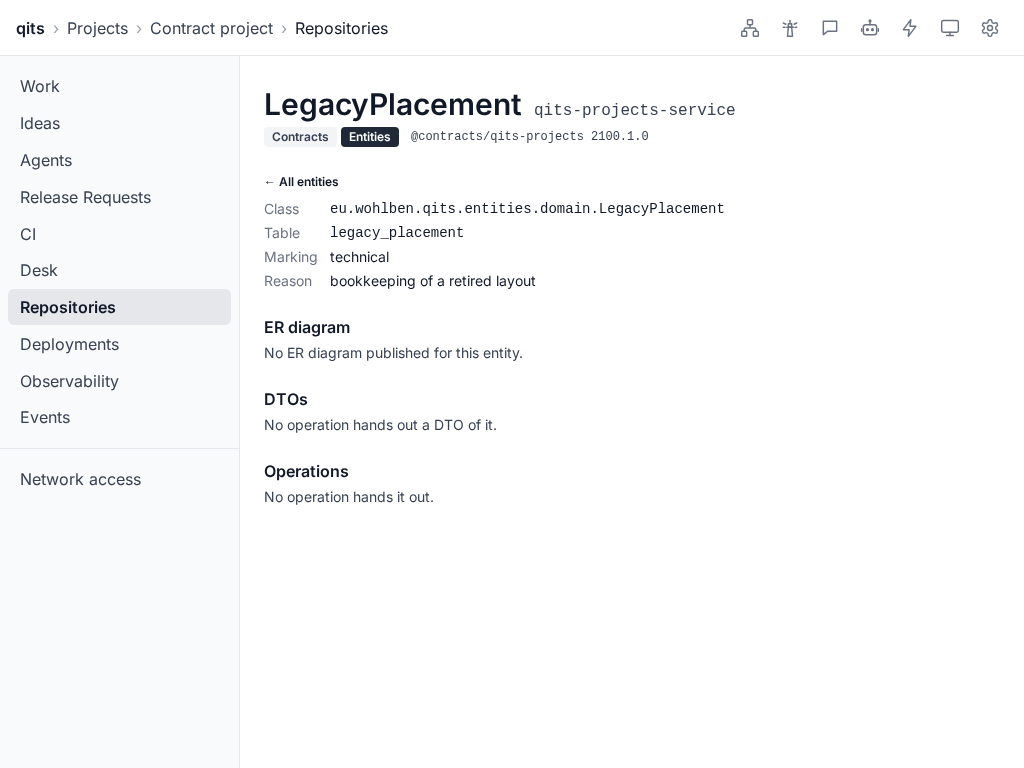 qits › Projects › Contract project › Repositories
Work
Ideas
Agents
Release Requests
CI
Desk
Repositories
Deployments
Observability
Events
Network access
LegacyPlacement qits-projects-service
Contracts Entities @contracts/qits-projects 2100.1.0
← All entities
Class eu.wohlben.qits.entities.domain.LegacyPlacement
Table legacy_placement
Marking technical
Reason bookkeeping of a retired layout
ER diagram
No ER diagram published for this entity.
DTOs
No operation hands out a DTO of it.
Operations
No operation hands it out.